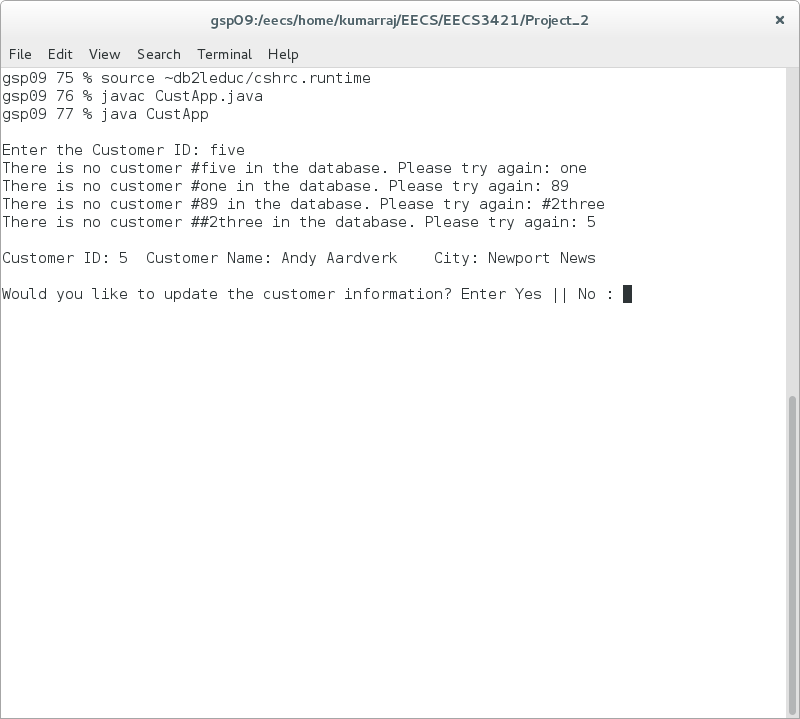 gsp09:/eecs/home/kumarraj/EECS/EECS3421/Project_2
File Edit View Search Terminal Help
gsp09 75 % source ~db2leduc/cshrc.runtime
gsp09 76 % javac CustApp.java
gsp09 77 % java CustApp
Enter the Customer ID: five
There is no customer #five in the database. Please try again: one
There is no customer #one in the database. Please try again: 89
There is no customer #89 in the database. Please try again: #2three
There is no customer ##2three in the database. Please try again: 5
Customer ID: 5  Customer Name: Andy Aardverk    City: Newport News
Would you like to update the customer information? Enter Yes || No :